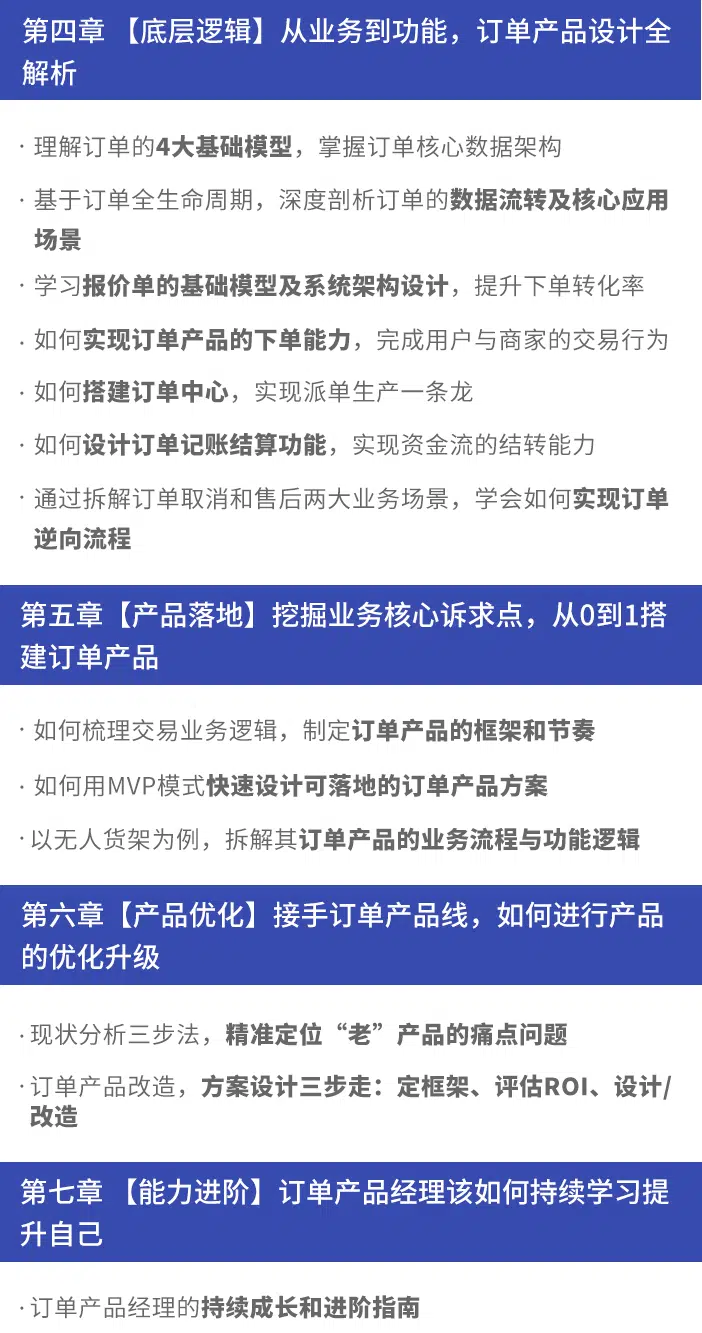 第四章 【底层逻辑】从业务到功能，订单产品设计全
解析
· 理解订单的4大基础模型，掌握订单核心数据架构
· 基于订单全生命周期，深度剖析订单的数据流转及核心应用
场景
· 学习报价单的基础模型及系统架构设计，提升下单转化率
· 如何实现订单产品的下单能力，完成用户与商家的交易行为
· 如何搭建订单中心，实现派单生产一条龙
· 如何设计订单记账结算功能，实现资金流的结转能力
· 通过拆解订单取消和售后两大业务场景，学会如何实现订单
逆向流程
第五章【产品落地】挖掘业务核心诉求点，从0到1搭
建订单产品
· 如何梳理交易业务逻辑，制定订单产品的框架和节奏
· 如何用MVP模式快速设计可落地的订单产品方案
· 以无人货架为例，拆解其订单产品的业务流程与功能逻辑
第六章【产品优化】接手订单产品线，如何进行产品
的优化升级
· 现状分析三步法，精准定位“老”产品的痛点问题
· 订单产品改造，方案设计三步走：定框架、评估ROI、设计/
改造
第七章 【能力进阶】订单产品经理该如何持续学习提
升自己
· 订单产品经理的持续成长和进阶指南